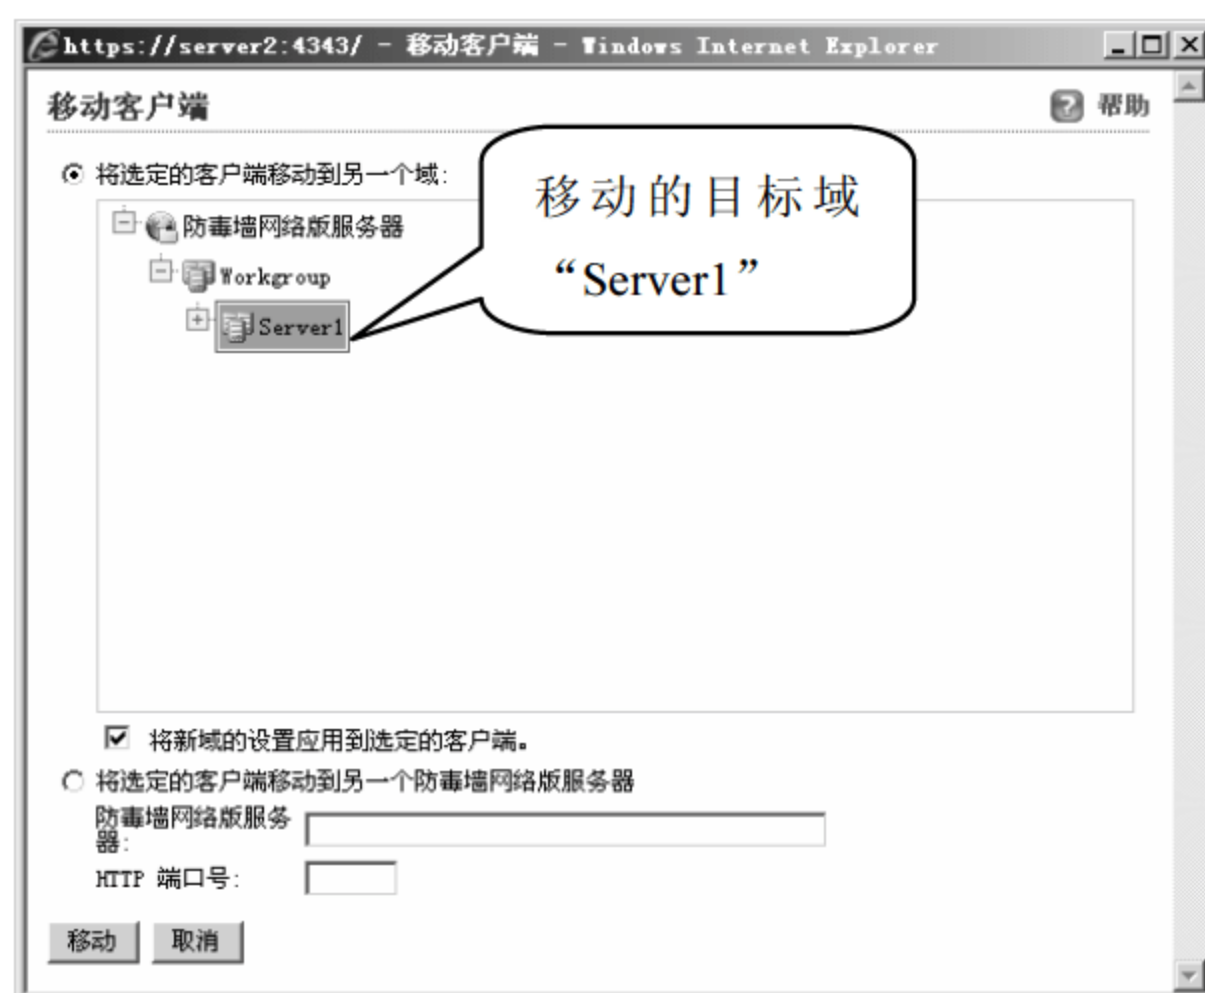 https://server2:4343/ - 移动客户端 - Windows Internet Explorer
移动客户端
帮助
将选定的客户端移动到另一个域:
移动的目标域
“Server1”
防毒墙网络版服务器
Workgroup
Server1
将新域的设置应用到选定的客户端。
将选定的客户端移动到另一个防毒墙网络版服务器
防毒墙网络版服务
器:
HTTP 端口号:
移动
取消